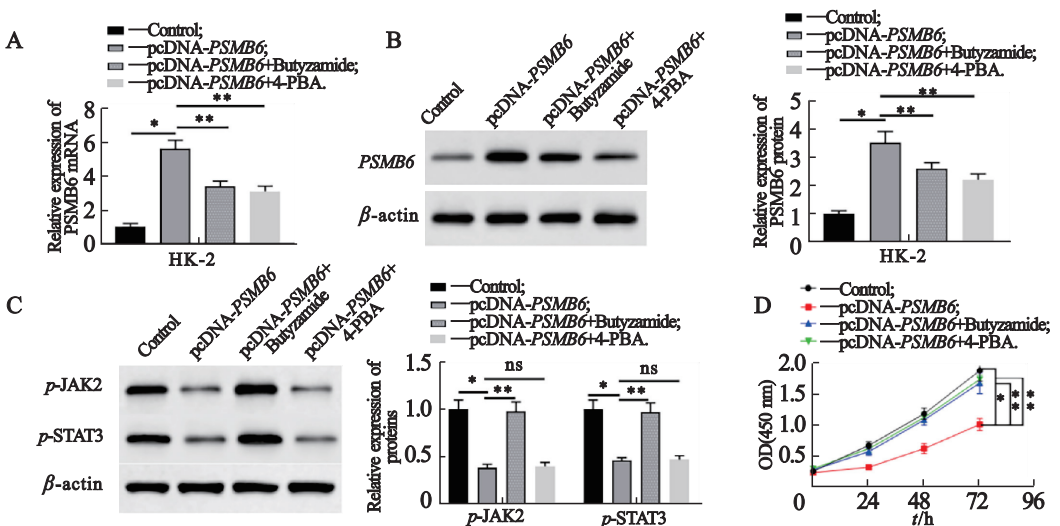 A
Control;
pcDNA-PSMB6;
pcDNA-PSMB6+Butyzamide;
pcDNA-PSMB6+4-PBA.
Relative expression of
PSMB6 mRNA
8
6
4
2
0
*
**
**
HK-2
B
Control
pcDNA-PSMB6
pcDNA-PSMB6+
Butyzamide
pcDNA-PSMB6+
4-PBA
PSMB6
β-actin
Control;
pcDNA-PSMB6;
pcDNA-PSMB6+Butyzamide;
pcDNA-PSMB6+4-PBA.
Relative expression of
PSMB6 protein
5
4
3
2
1
0
*
**
**
HK-2
C
Control
pcDNA-PSMB6
pcDNA-PSMB6+
Butyzamide
pcDNA-PSMB6+
4-PBA
p-JAK2
p-STAT3
β-actin
Control;
pcDNA-PSMB6;
pcDNA-PSMB6+Butyzamide;
pcDNA-PSMB6+4-PBA.
Relative expression of
proteins
1.5
1.0
0.5
0
ns
*
**
ns
*
**
p-JAK2
p-STAT3
D
Control;
pcDNA-PSMB6;
pcDNA-PSMB6+Butyzamide;
pcDNA-PSMB6+4-PBA.
OD(450 nm)
2.0
1.5
1.0
0.5
0
*
**
**
24
48
72
96
t/h